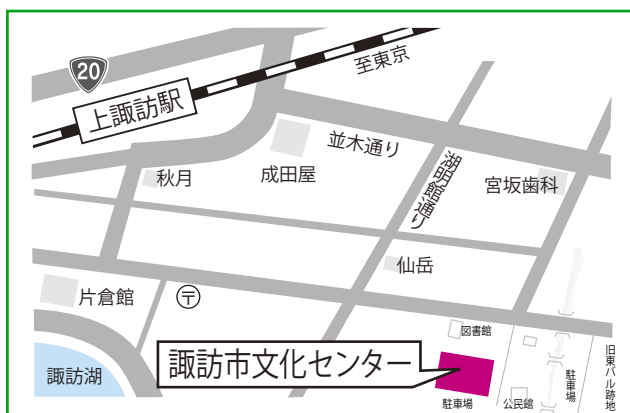 20
至東京
上諏訪駅
並木通り
湖明館通り
秋月
成田屋
宮坂歯科
仙岳
片倉館
〒
図書館
諏訪市文化センター
諏訪湖
駐車場
公民館
駐車場
旧東バル跡地